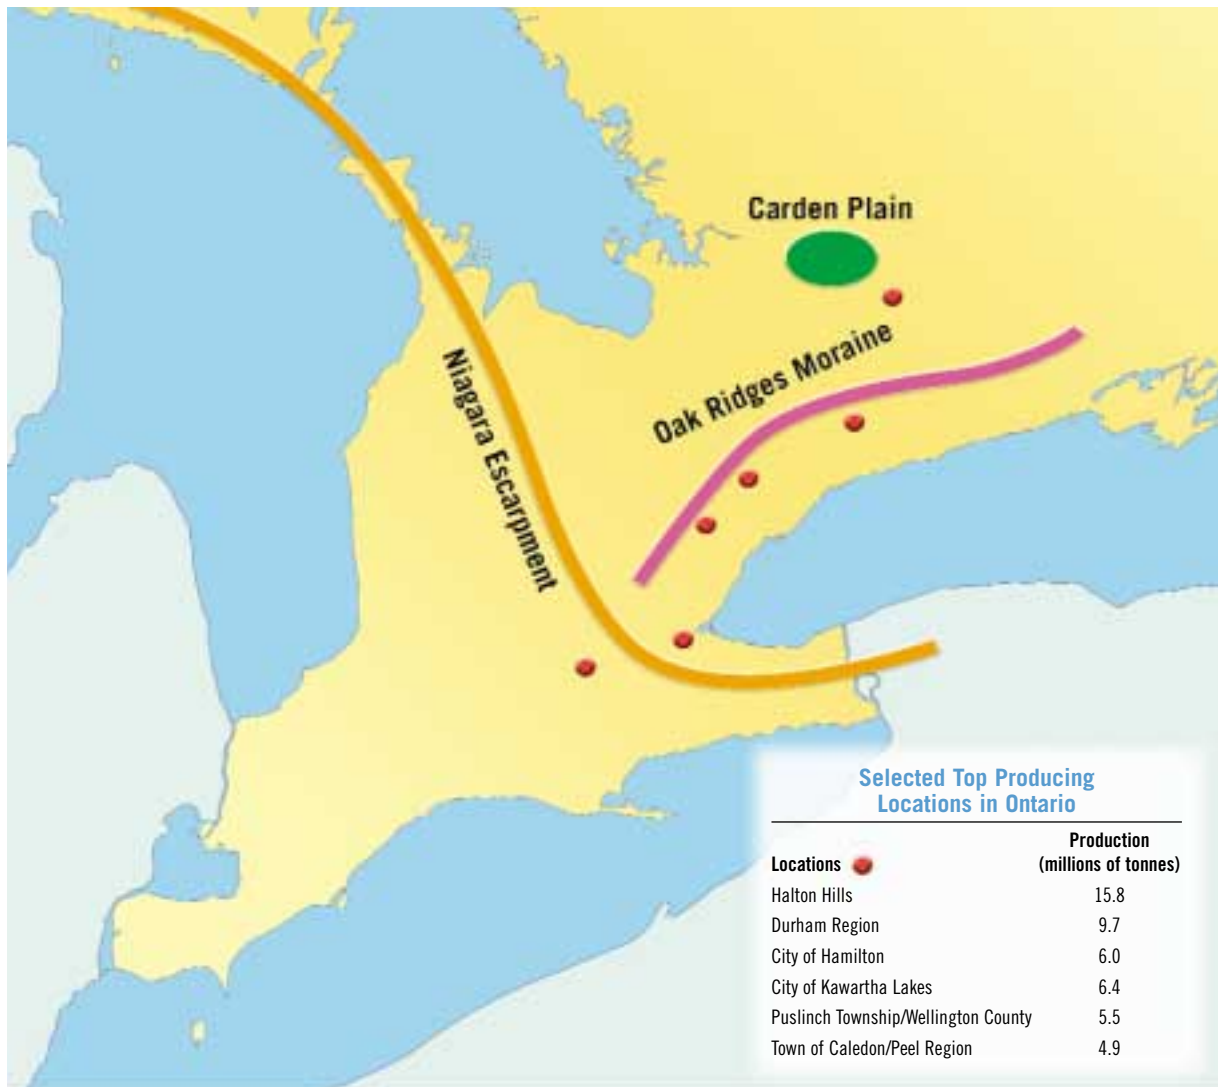 Carden Plain
Oak Ridges Moraine
Niagara Escarpment
Selected Top Producing
Locations in Ontario
Production
Locations (millions of tonnes)
Halton Hills 15.8
Durham Region 9.7
City of Hamilton 6.0
City of Kawartha Lakes 6.4
Puslinch Township/Wellington County 5.5
Town of Caledon/Peel Region 4.9